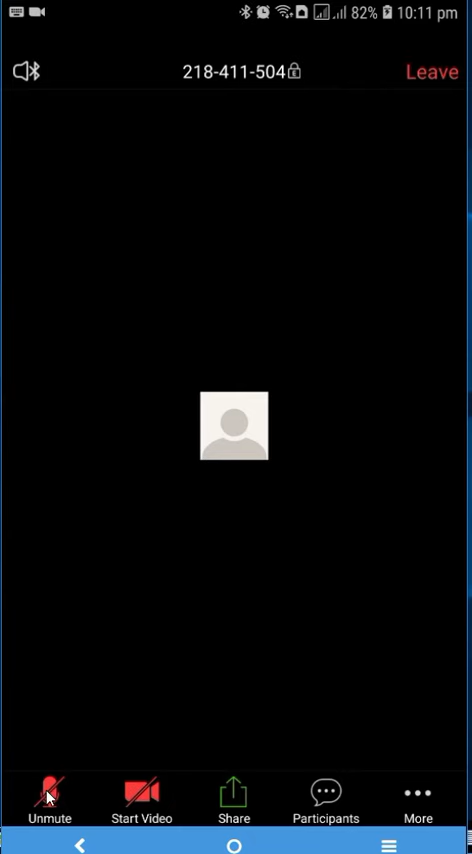 82% 10:11 pm
218-411-504 Leave
Unmute Start Video Share Participants More